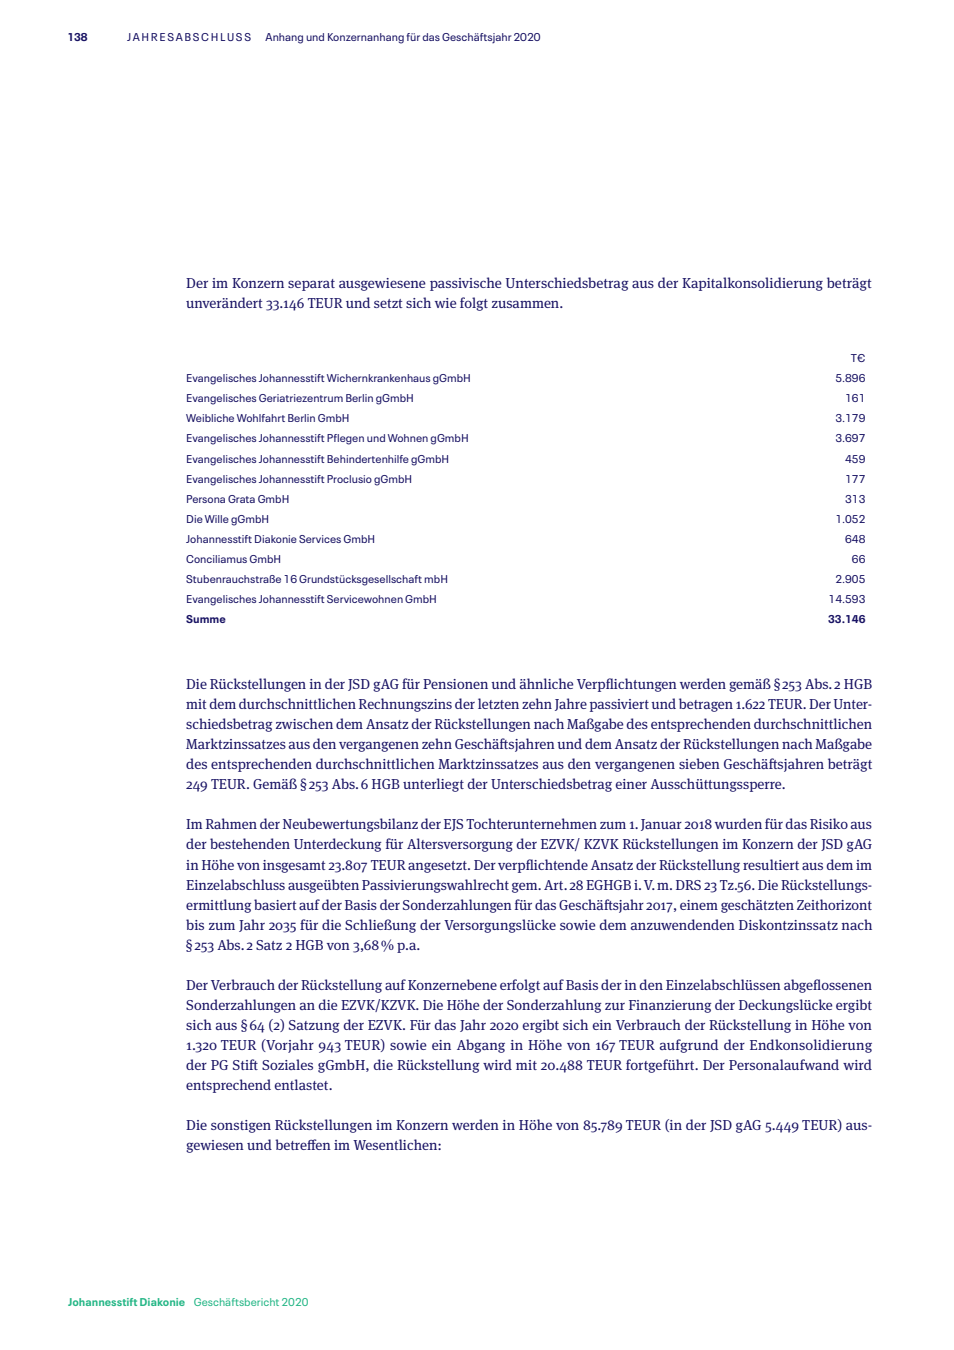 138 JAHRESABSCHLUSS Anhang und Konzernanhang für das Geschäftsjahr 2020
Der im Konzern separat ausgewiesene passivische Unterschiedsbetrag aus der Kapitalkonsolidierung beträgt
unverändert 33.146 TEUR und setzt sich wie folgt zusammen.
T€
Evangelisches Johannesstift Wichernkrankenhaus gGmbH 5.896
Evangelisches Geriatriezentrum Berlin gGmbH 161
Weibliche Wohlfahrt Berlin GmbH 3.179
Evangelisches Johannesstift Pflegen und Wohnen gGmbH 3.697
Evangelisches Johannesstift Behindertenhilfe gGmbH 459
Evangelisches Johannesstift Proclusio gGmbH 177
Persona Grata GmbH 313
Die Wille gGmbH 1.052
Johannesstift Diakonie Services GmbH 648
Conciliamus GmbH 66
Stubenrauchstraße 16 Grundstücksgesellschaft mbH 2.905
Evangelisches Johannesstift Servicewohnen GmbH 14.593
Summe 33.146
Die Rückstellungen in der JSD gAG für Pensionen und ähnliche Verpflichtungen werden gemäß § 253 Abs. 2 HGB
mit dem durchschnittlichen Rechnungszins der letzten zehn Jahre passiviert und betragen 1.622 TEUR. Der Unter-
schiedsbetrag zwischen dem Ansatz der Rückstellungen nach Maßgabe des entsprechenden durchschnittlichen
Marktzinssatzes aus den vergangenen zehn Geschäftsjahren und dem Ansatz der Rückstellungen nach Maßgabe
des entsprechenden durchschnittlichen Marktzinssatzes aus den vergangenen sieben Geschäftsjahren beträgt
249 TEUR. Gemäß § 253 Abs. 6 HGB unterliegt der Unterschiedsbetrag einer Ausschüttungssperre.
Im Rahmen der Neubewertungsbilanz der EJS Tochterunternehmen zum 1. Januar 2018 wurden für das Risiko aus
der bestehenden Unterdeckung für Altersversorgung der EZVK/ KZVK Rückstellungen im Konzern der JSD gAG
in Höhe von insgesamt 23.807 TEUR angesetzt. Der verpflichtende Ansatz der Rückstellung resultiert aus dem im
Einzelabschluss ausgeübten Passivierungswahlrecht gem. Art. 28 EGHGB i. V. m. DRS 23 Tz.56. Die Rückstellungs-
ermittlung basiert auf der Basis der Sonderzahlungen für das Geschäftsjahr 2017, einem geschätzten Zeithorizont
bis zum Jahr 2035 für die Schließung der Versorgungslücke sowie dem anzuwendenden Diskontzinssatz nach
§ 253 Abs. 2 Satz 2 HGB von 3,68 % p.a.
Der Verbrauch der Rückstellung auf Konzernebene erfolgt auf Basis der in den Einzelabschlüssen abgeflossenen
Sonderzahlungen an die EZVK/KZVK. Die Höhe der Sonderzahlung zur Finanzierung der Deckungslücke ergibt
sich aus § 64 (2) Satzung der EZVK. Für das Jahr 2020 ergibt sich ein Verbrauch der Rückstellung in Höhe von
1.320 TEUR (Vorjahr 943 TEUR) sowie ein Abgang in Höhe von 167 TEUR aufgrund der Endkonsolidierung
der PG Stift Soziales gGmbH, die Rückstellung wird mit 20.488 TEUR fortgeführt. Der Personalaufwand wird
entsprechend entlastet.
Die sonstigen Rückstellungen im Konzern werden in Höhe von 85.789 TEUR (in der JSD gAG 5.449 TEUR) aus-
gewiesen und betreffen im Wesentlichen:
Johannesstift Diakonie Geschäftsbericht 2020